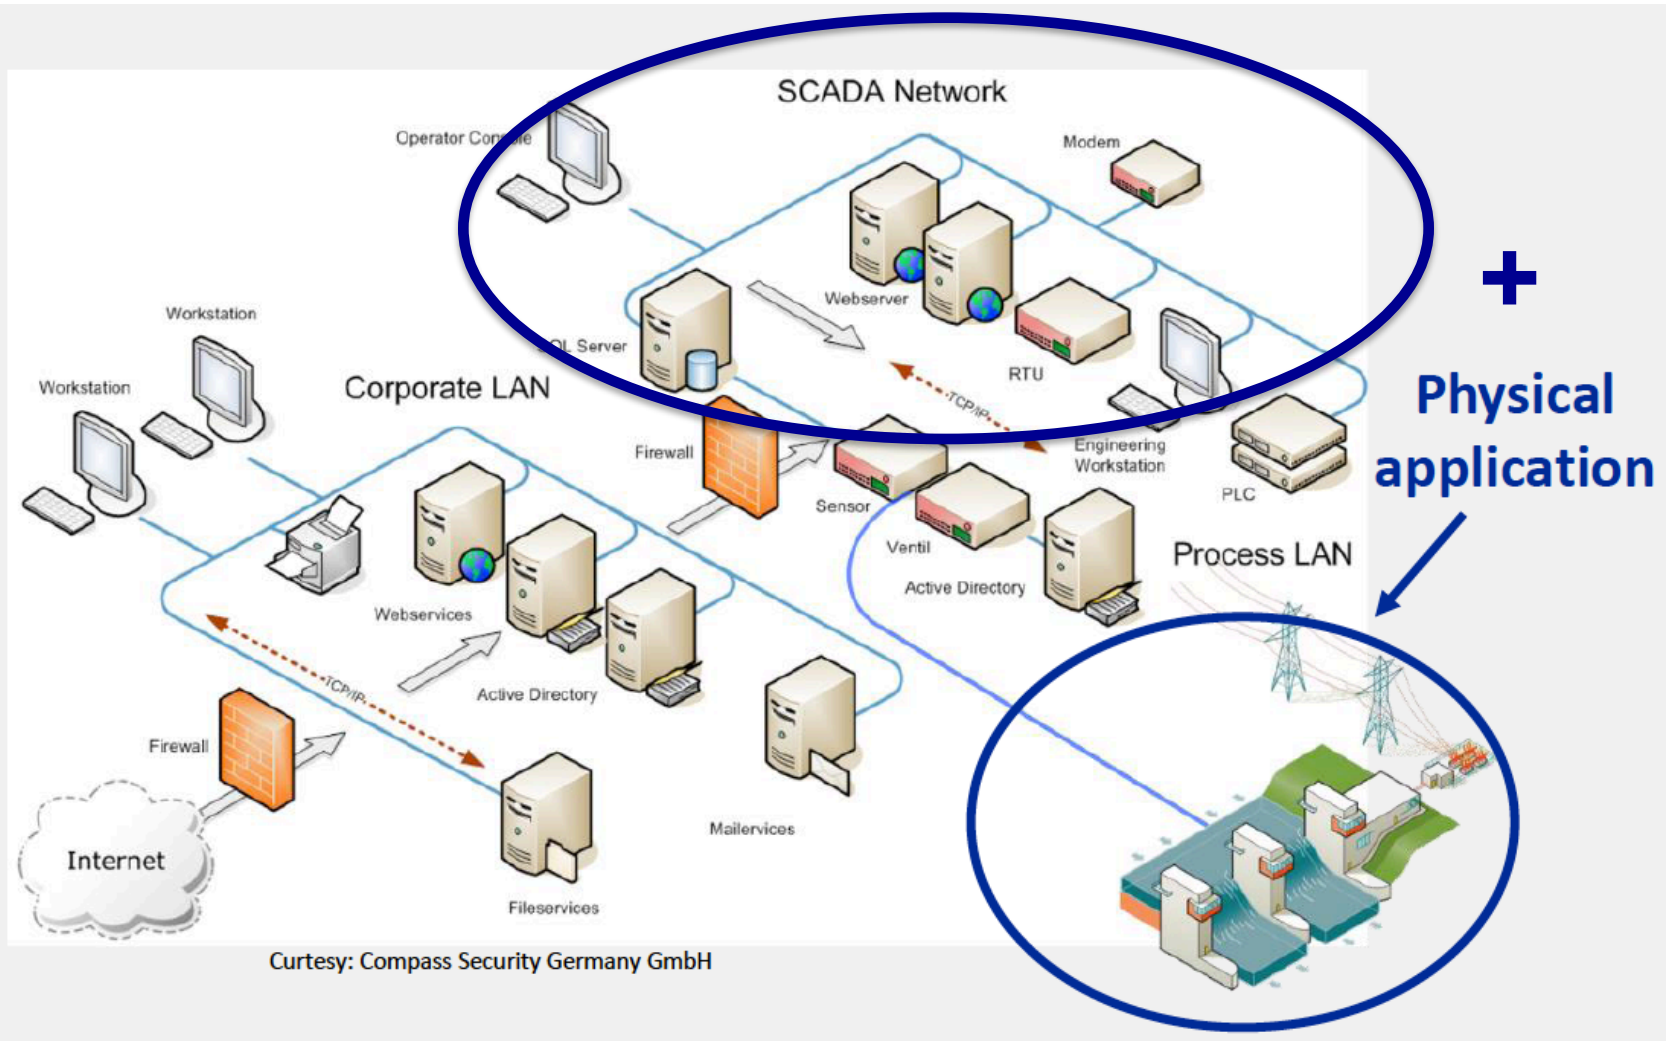 SCADA Network
Operator Console
Modem
Webserver
SQL Server
RTU
TCP/IP
Workstation
Workstation
Corporate LAN
Firewall
Sensor
Engineering
Workstation
PLC
Ventil
Active Directory
Process LAN
+
Physical
application
Webservices
TCP/IP
Active Directory
Firewall
Internet
Mailervices
Fileservices
Curtesy: Compass Security Germany GmbH